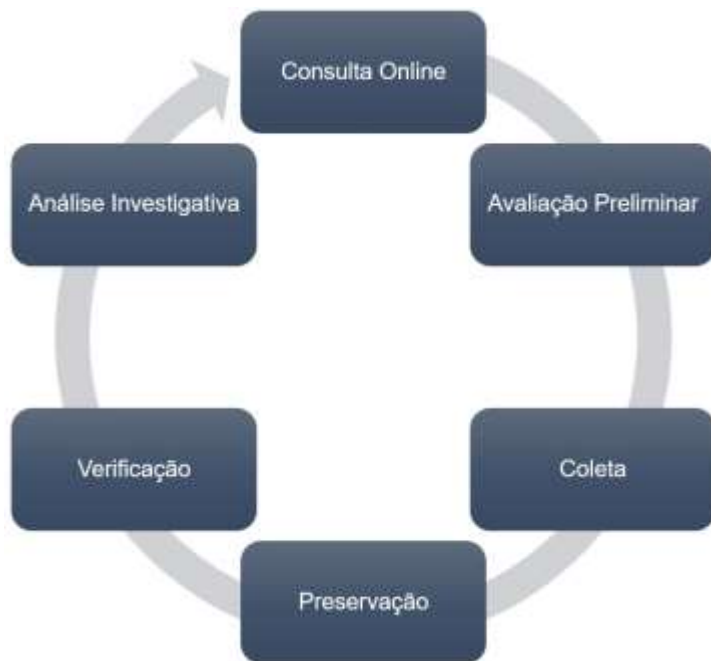 Consulta Online
Avaliação Preliminar
Coleta
Preservação
Verificação
Análise Investigativa